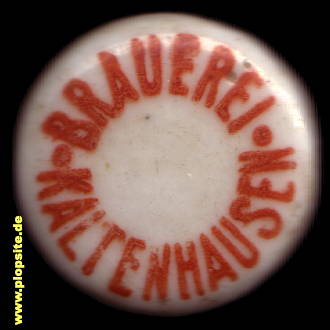 BRAUEREI
• KALTENHAUSEN •
www.plopsite.de